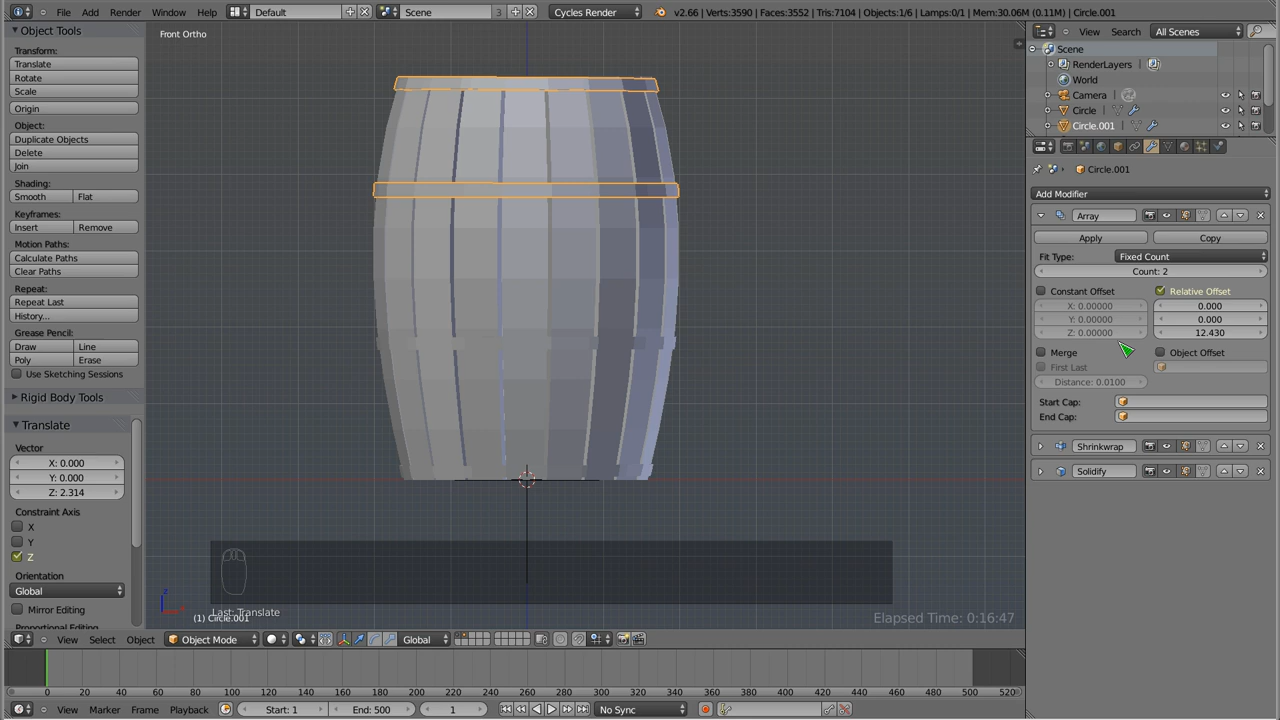 File Add Render Window Help Default Scene 3 Cycles Render v2.66 | Verts:3590 | Faces:3552 | Tris:7104 | Objects:1/6 | Lamps:0/1 | Mem:30.06M (0.11M) | Circle.001
Object Tools
Transform:
Translate
Rotate
Scale
Origin
Object:
Duplicate Objects
Delete
Join
Shading:
Smooth Flat
Keyframes:
Insert Remove
Motion Paths:
Calculate Paths
Clear Paths
Repeat:
Repeat Last
History...
Grease Pencil:
Draw Line
Poly Erase
Use Sketching Sessions
Rigid Body Tools
Translate
Vector
X: 0.000
Y: 0.000
Z: 2.314
Constraint Axis
X
Y
Z
Orientation
Global
Mirror Editing
Front Ortho
Last: Translate
(1) Circle.001
Elapsed Time: 0:16:47
View Search All Scenes
Scene
RenderLayers
World
Camera
Circle
Circle.001
Circle.001
Add Modifier
Array
Apply Copy
Fit Type: Fixed Count
Count: 2
Constant Offset Relative Offset
X: 0.00000 0.000
Y: 0.00000 0.000
Z: 0.00000 12.430
Merge Object Offset
First Last
Distance: 0.0100
Start Cap:
End Cap:
Shrinkwrap
Solidify
View Select Object Object Mode Global
0 20 40 60 80 100 120 140 160 180 200 220 240 260 280 300 320 340 360 380 400 420 440 460 480 500 520
View Marker Frame Playback Start: 1 End: 500 1 No Sync